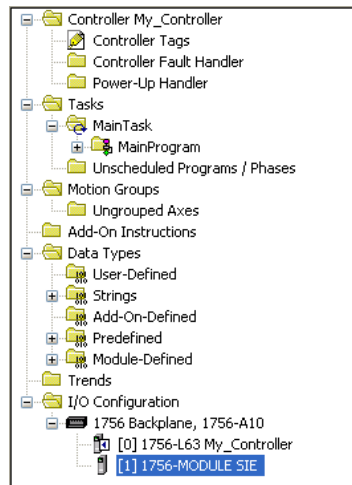 Controller My_Controller
Controller Tags
Controller Fault Handler
Power-Up Handler
Tasks
MainTask
MainProgram
Unscheduled Programs / Phases
Motion Groups
Ungrouped Axes
Add-On Instructions
Data Types
User-Defined
Strings
Add-On-Defined
Predefined
Module-Defined
Trends
I/O Configuration
1756 Backplane, 1756-A10
[0] 1756-L63 My_Controller
[1] 1756-MODULE SIE